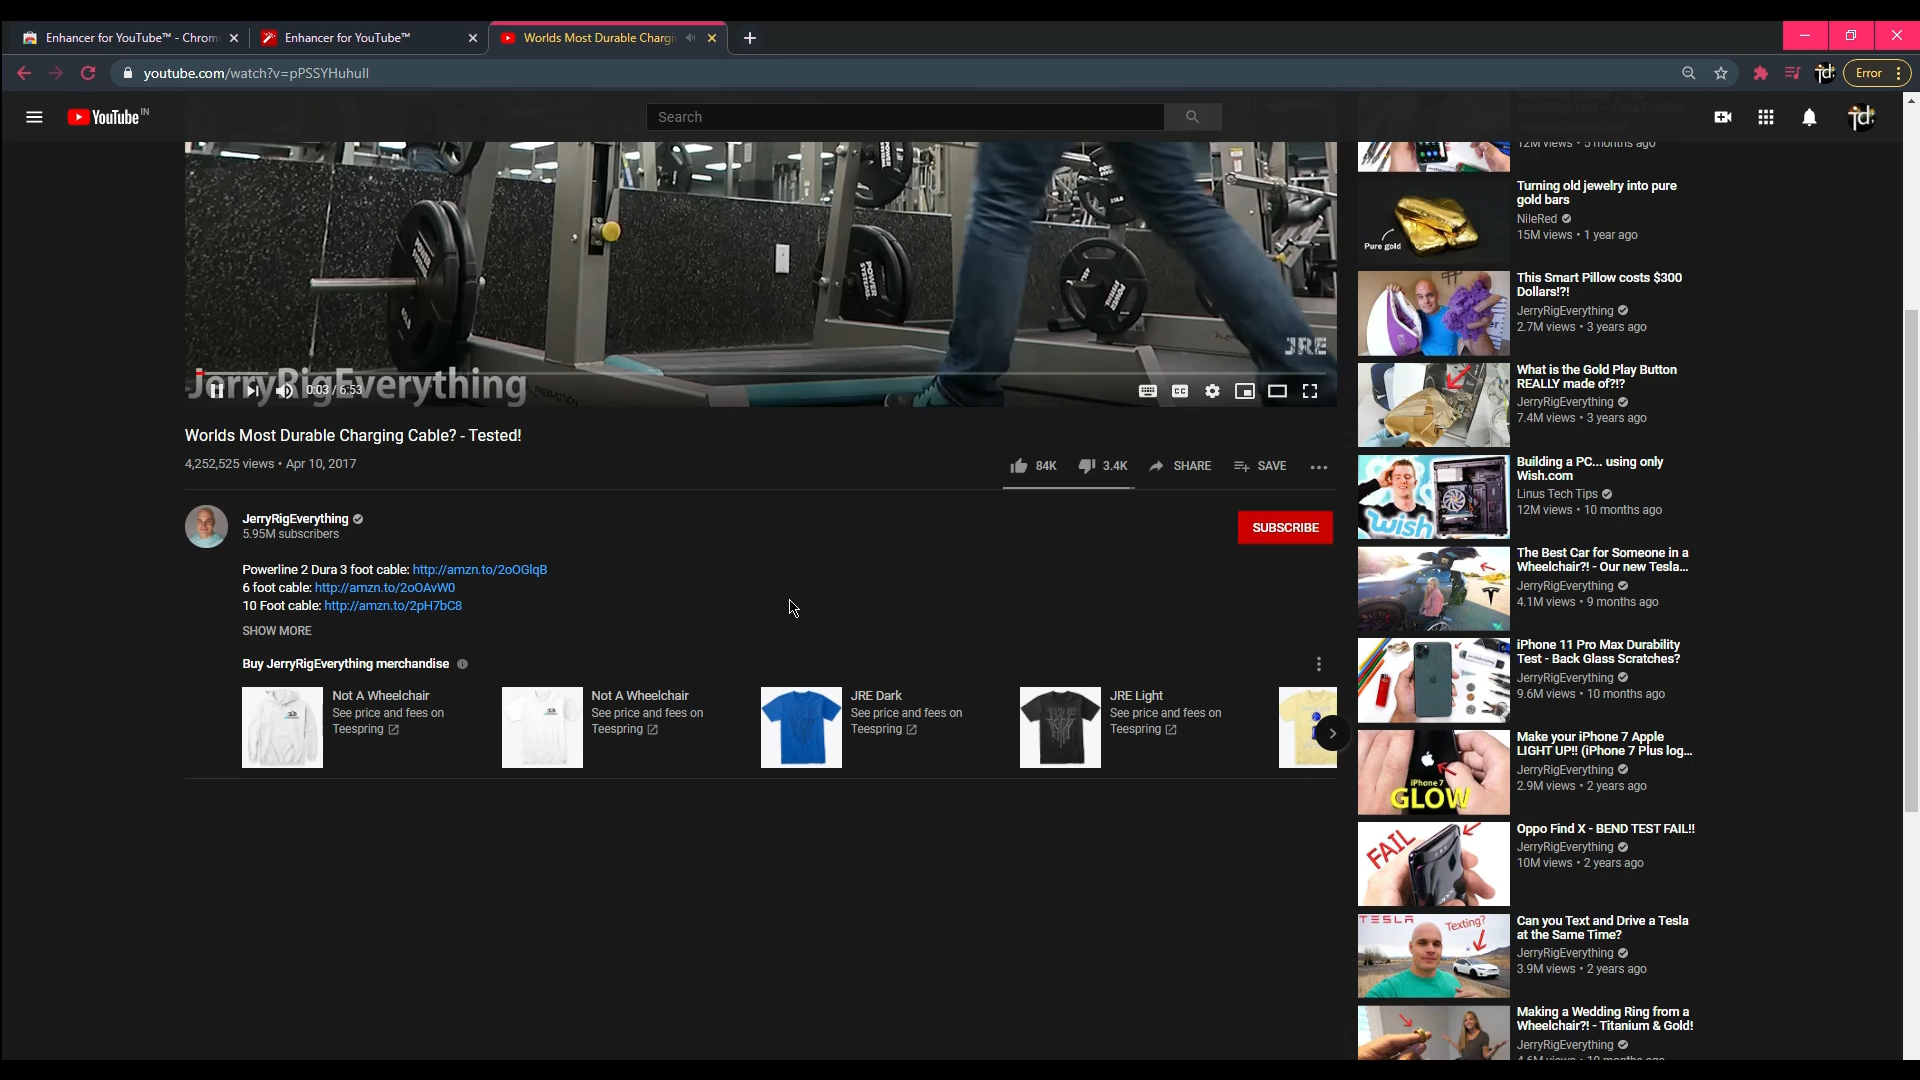 Enhancer for YouTube™ - Chrom
Enhancer for YouTube™
Worlds Most Durable Chargi
youtube.com/watch?v=pPSSYHuhulI
Error
YouTube IN
Search
JRE
JerryRigEverything
0:03 / 6:53
Worlds Most Durable Charging Cable? - Tested!
4,252,525 views • Apr 10, 2017
84K
3.4K
SHARE
SAVE
JerryRigEverything
5.95M subscribers
SUBSCRIBE
Powerline 2 Dura 3 foot cable: http://amzn.to/2oOGlqB
6 foot cable: http://amzn.to/2oOAvW0
10 Foot cable: http://amzn.to/2pH7bC8
SHOW MORE
Buy JerryRigEverything merchandise
Not A Wheelchair
See price and fees on
Teespring
Not A Wheelchair
See price and fees on
Teespring
JRE Dark
See price and fees on
Teespring
JRE Light
See price and fees on
Teespring
12M views • 5 months ago
Pure gold
Turning old jewelry into pure
gold bars
NileRed
15M views • 1 year ago
This Smart Pillow costs $300
Dollars!?!
JerryRigEverything
2.7M views • 3 years ago
What is the Gold Play Button
REALLY made of?!?
JerryRigEverything
7.4M views • 3 years ago
wish
Building a PC... using only
Wish.com
Linus Tech Tips
12M views • 10 months ago
The Best Car for Someone in a
Wheelchair?! - Our new Tesla...
JerryRigEverything
4.1M views • 9 months ago
iPhone 11 Pro Max Durability
Test - Back Glass Scratches?
JerryRigEverything
9.6M views • 10 months ago
iPhone 7
GLOW
Make your iPhone 7 Apple
LIGHT UP!! (iPhone 7 Plus log...
JerryRigEverything
2.9M views • 2 years ago
FAIL
Oppo Find X - BEND TEST FAIL!!
JerryRigEverything
10M views • 2 years ago
TESLA
Texting?
Can you Text and Drive a Tesla
at the Same Time?
JerryRigEverything
3.9M views • 2 years ago
Making a Wedding Ring from a
Wheelchair?! - Titanium & Gold!
JerryRigEverything